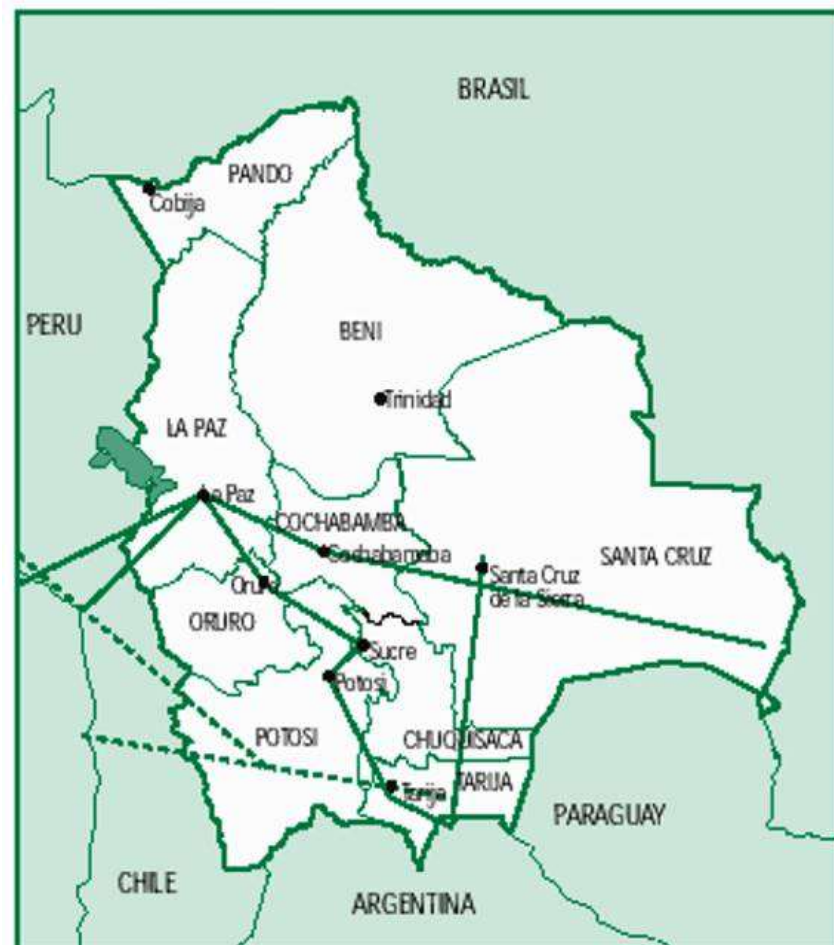 BRASIL
PANDO
Cobija
PERU
BENI
Trinidad
LA PAZ
La Paz
COCHABAMBA
Cochabamba
SANTA CRUZ
Santa Cruz
de la Sierra
Oruro
ORURO
Sucre
Potosi
POTOSI
CHUQUISACA
TARIJA
Tarija
PARAGUAY
CHILE
ARGENTINA